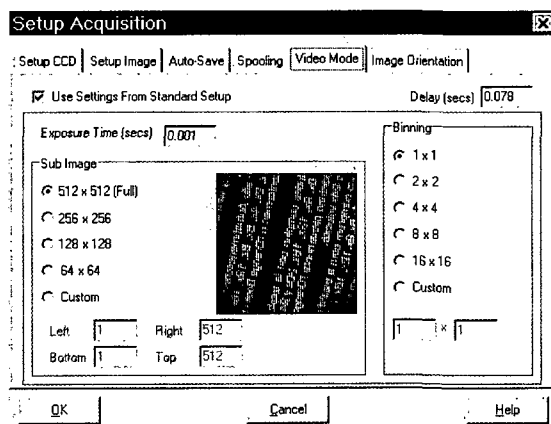 Setup Acquisition
Setup CCD Setup Image Auto-Save Spooling Video Mode Image Orientation
Use Settings From Standard Setup
Delay (secs) 0.078
Exposure Time (secs) 0.001
Sub Image
512 x 512 (Full)
256 x 256
128 x 128
64 x 64
Custom
Left 1 Right 512
Bottom 1 Top 512
Binning
1 x 1
2 x 2
4 x 4
8 x 8
16 x 16
Custom
1 x 1
OK Cancel Help